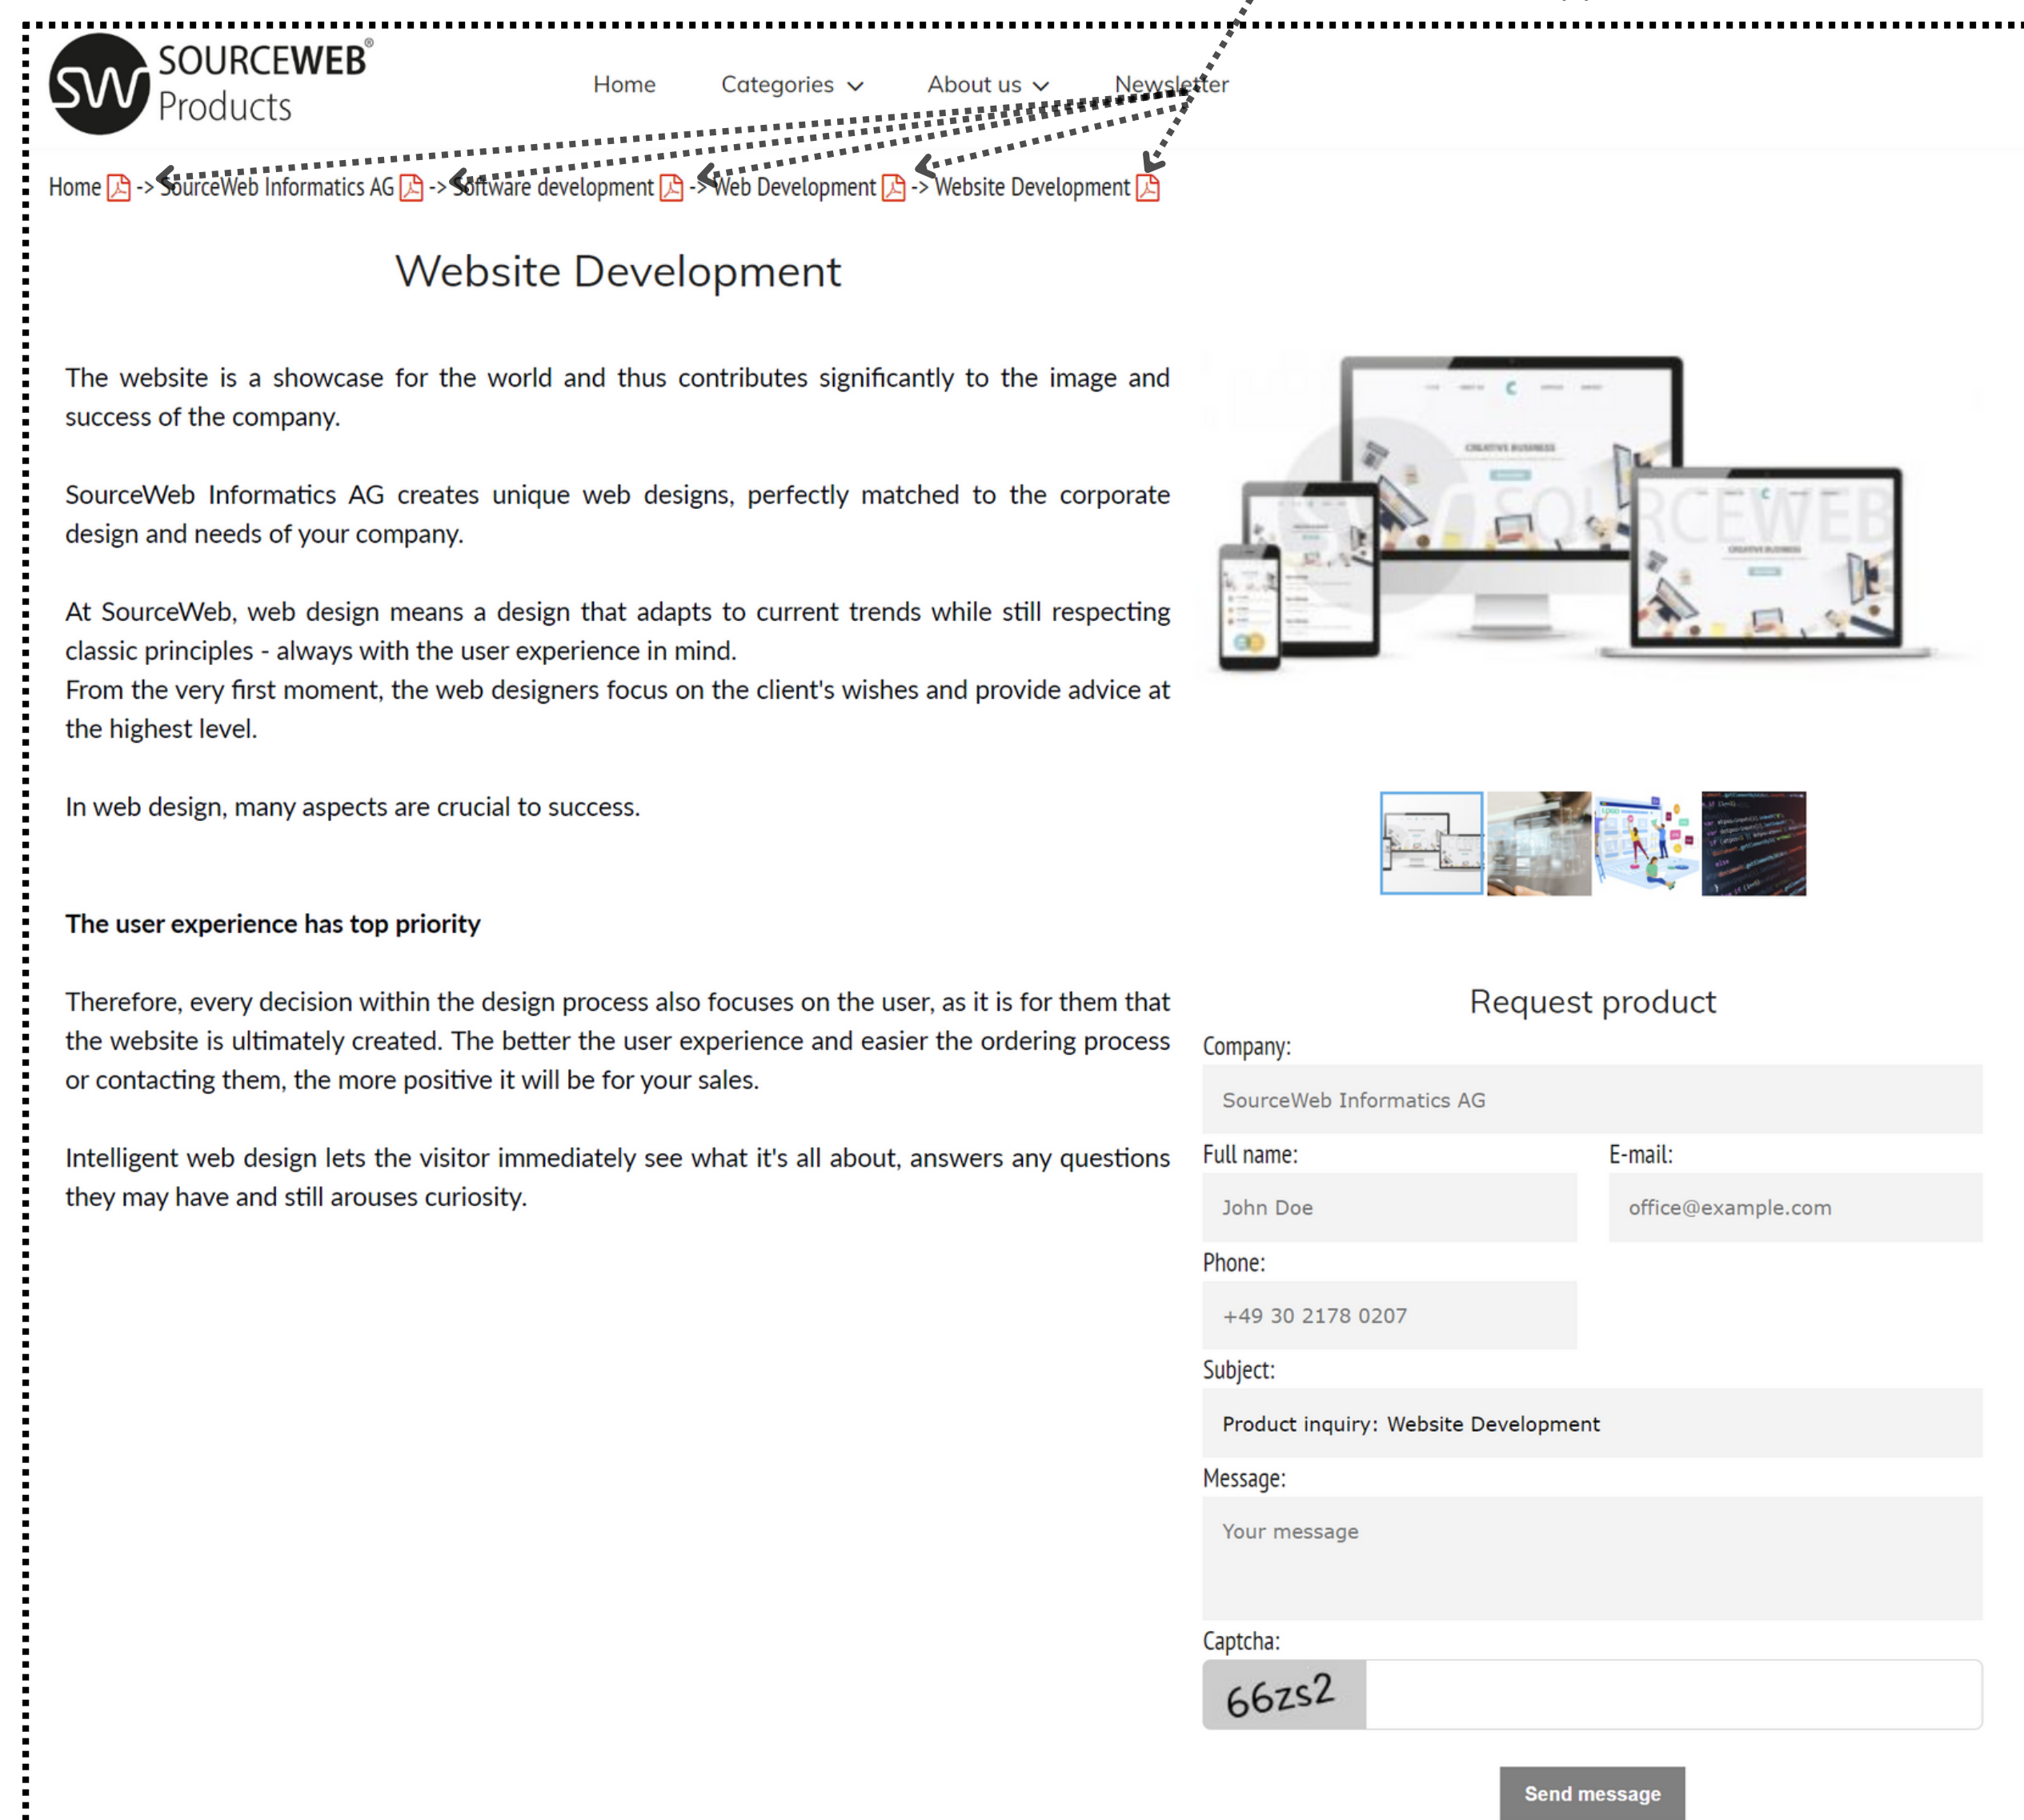 SOURCEWEB®
Products
Home Categories About us Newsletter
Home -> SourceWeb Informatics AG -> Software development -> Web Development -> Website Development
Website Development
The website is a showcase for the world and thus contributes significantly to the image and
success of the company.
SourceWeb Informatics AG creates unique web designs, perfectly matched to the corporate
design and needs of your company.
At SourceWeb, web design means a design that adapts to current trends while still respecting
classic principles - always with the user experience in mind.
From the very first moment, the web designers focus on the client's wishes and provide advice at
the highest level.
In web design, many aspects are crucial to success.
The user experience has top priority
Therefore, every decision within the design process also focuses on the user, as it is for them that
the website is ultimately created. The better the user experience and easier the ordering process
or contacting them, the more positive it will be for your sales.
Intelligent web design lets the visitor immediately see what it's all about, answers any questions
they may have and still arouses curiosity.
CREATIVE BUSINESS
SOURCEWEB
CREATIVE BUSINESS
Request product
Company:
SourceWeb Informatics AG
Full name: E-mail:
John Doe office@example.com
Phone:
+49 30 2178 0207
Subject:
Product inquiry: Website Development
Message:
Your message
Captcha:
66zs2
Send message